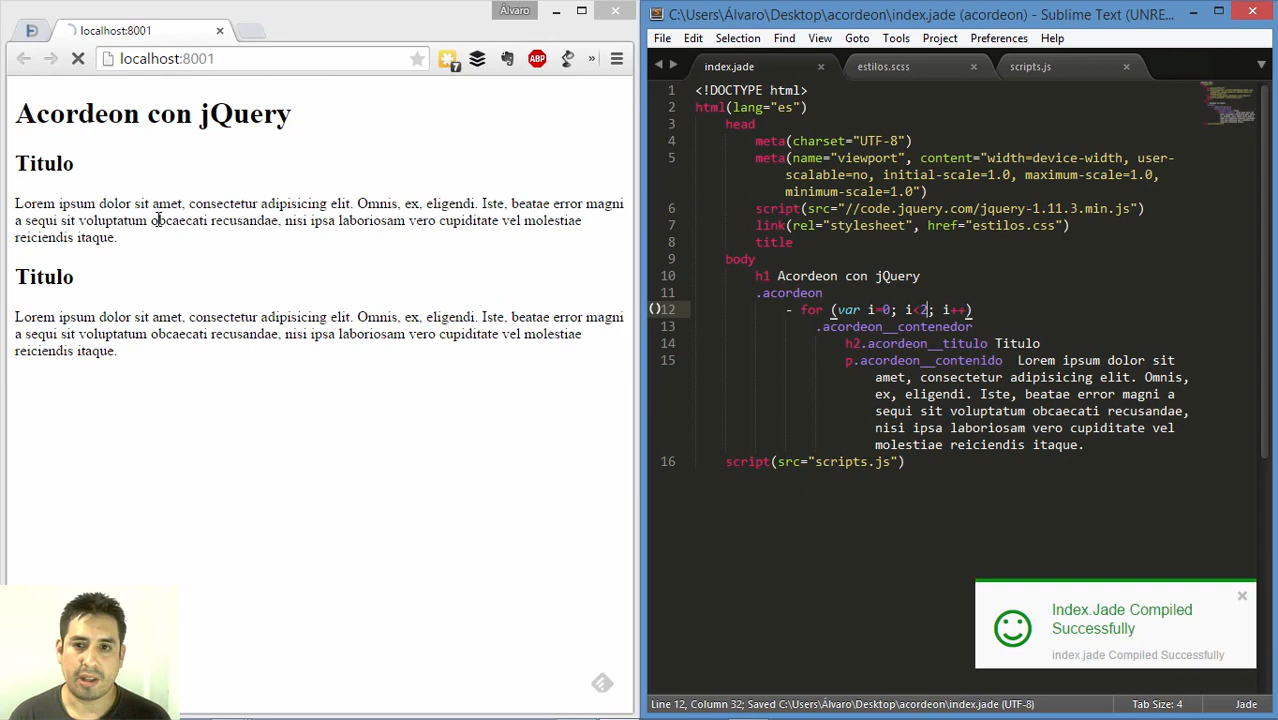 Álvaro
localhost:8001
localhost:8001
7
ABP
»
Acordeon con jQuery
Titulo
Lorem ipsum dolor sit amet, consectetur adipisicing elit. Omnis, ex, eligendi. Iste, beatae error magni
a sequi sit voluptatum obcaecati recusandae, nisi ipsa laboriosam vero cupiditate vel molestiae
reiciendis itaque.
Titulo
Lorem ipsum dolor sit amet, consectetur adipisicing elit. Omnis, ex, eligendi. Iste, beatae error magni
a sequi sit voluptatum obcaecati recusandae, nisi ipsa laboriosam vero cupiditate vel molestiae
reiciendis itaque.
C:\Users\Álvaro\Desktop\acordeon\index.jade (acordeon) - Sublime Text (UNRE...
File Edit Selection Find View Goto Tools Project Preferences Help
index.jade estilos.scss scripts.js
1 <!DOCTYPE html>
2 html(lang="es")
3 head
4 meta(charset="UTF-8")
5 meta(name="viewport", content="width=device-width, user-
scalable=no, initial-scale=1.0, maximum-scale=1.0,
minimum-scale=1.0")
6 script(src="//code.jquery.com/jquery-1.11.3.min.js")
7 link(rel="stylesheet", href="estilos.css")
8 title
9 body
10 h1 Acordeon con jQuery
11 .acordeon
()12 - for (var i=0; i<2; i++)
13 .acordeon__contenedor
14 h2.acordeon__titulo Titulo
15 p.acordeon__contenido Lorem ipsum dolor sit
amet, consectetur adipisicing elit. Omnis,
ex, eligendi. Iste, beatae error magni a
sequi sit voluptatum obcaecati recusandae,
nisi ipsa laboriosam vero cupiditate vel
molestiae reiciendis itaque.
16 script(src="scripts.js")
Index.Jade Compiled
Successfully
index.jade Compiled Successfully
Line 12, Column 32; Saved C:\Users\Álvaro\Desktop\acordeon\index.jade (UTF-8) Tab Size: 4 Jade